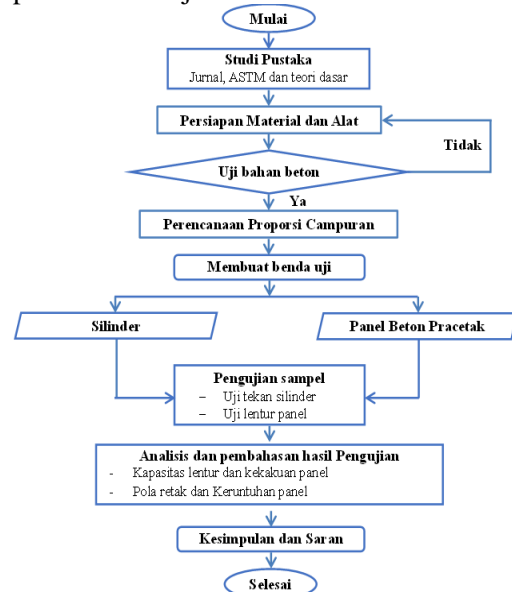 Mulai
Studi Pustaka
Jurnal, ASTM dan teori dasar
Persiapan Material dan Alat
Tidak
Uji bahan beton
Ya
Perencanaan Proporsi Campuran
Membuat benda uji
Silinder
Panel Beton Pracetak
Pengujian sampel
– Uji tekan silinder
– Uji lentur panel
Analisis dan pembahasan hasil Pengujian
- Kapasitas lentur dan kekakuan panel
- Pola retak dan Keruntuhan panel
Kesimpulan dan Saran
Selesai